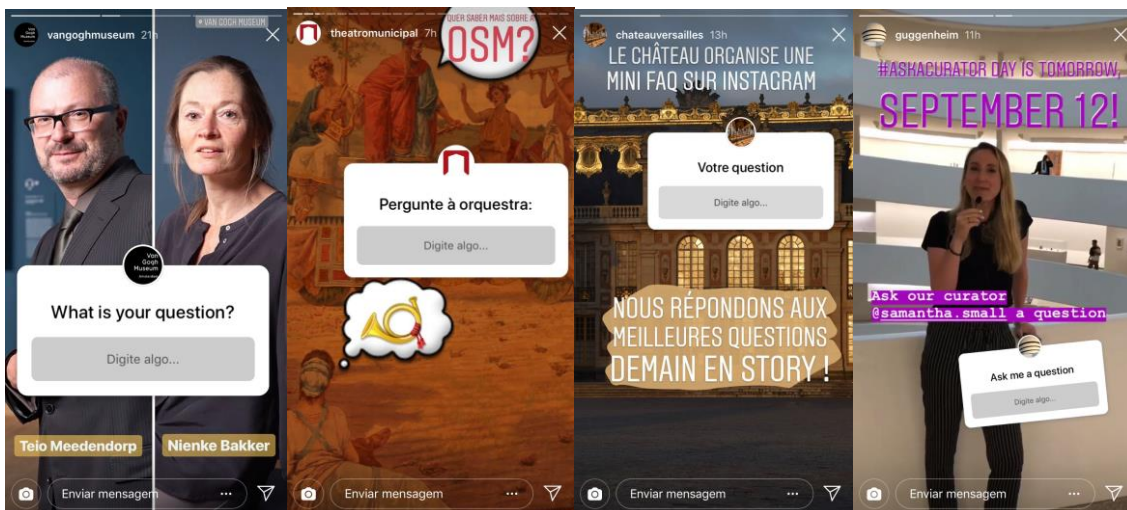 VAN GOGH MUSEUM
vangoghmuseum 21h
Van
Gogh
Museum
What is your question?
Digite algo...
Teio Meedendorp
Nienke Bakker
Enviar mensagem
QUER SABER MAIS SOBRE A
theatromunicipal 7h
OSM?
Pergunte à orquestra:
Digite algo...
Enviar mensagem
chateauversailles 13h
LE CHÂTEAU ORGANISE UNE
MINI FAQ SUR INSTAGRAM
Votre question
Digite algo...
NOUS RÉPONDONS AUX
MEILLEURES QUESTIONS
DEMAIN EN STORY !
Enviar mensagem
guggenheim 11h
#ASKACURATOR DAY IS TOMORROW,
SEPTEMBER 12!
Ask our curator
@samantha.small a question
Ask me a question
Digite algo...
Enviar mensagem